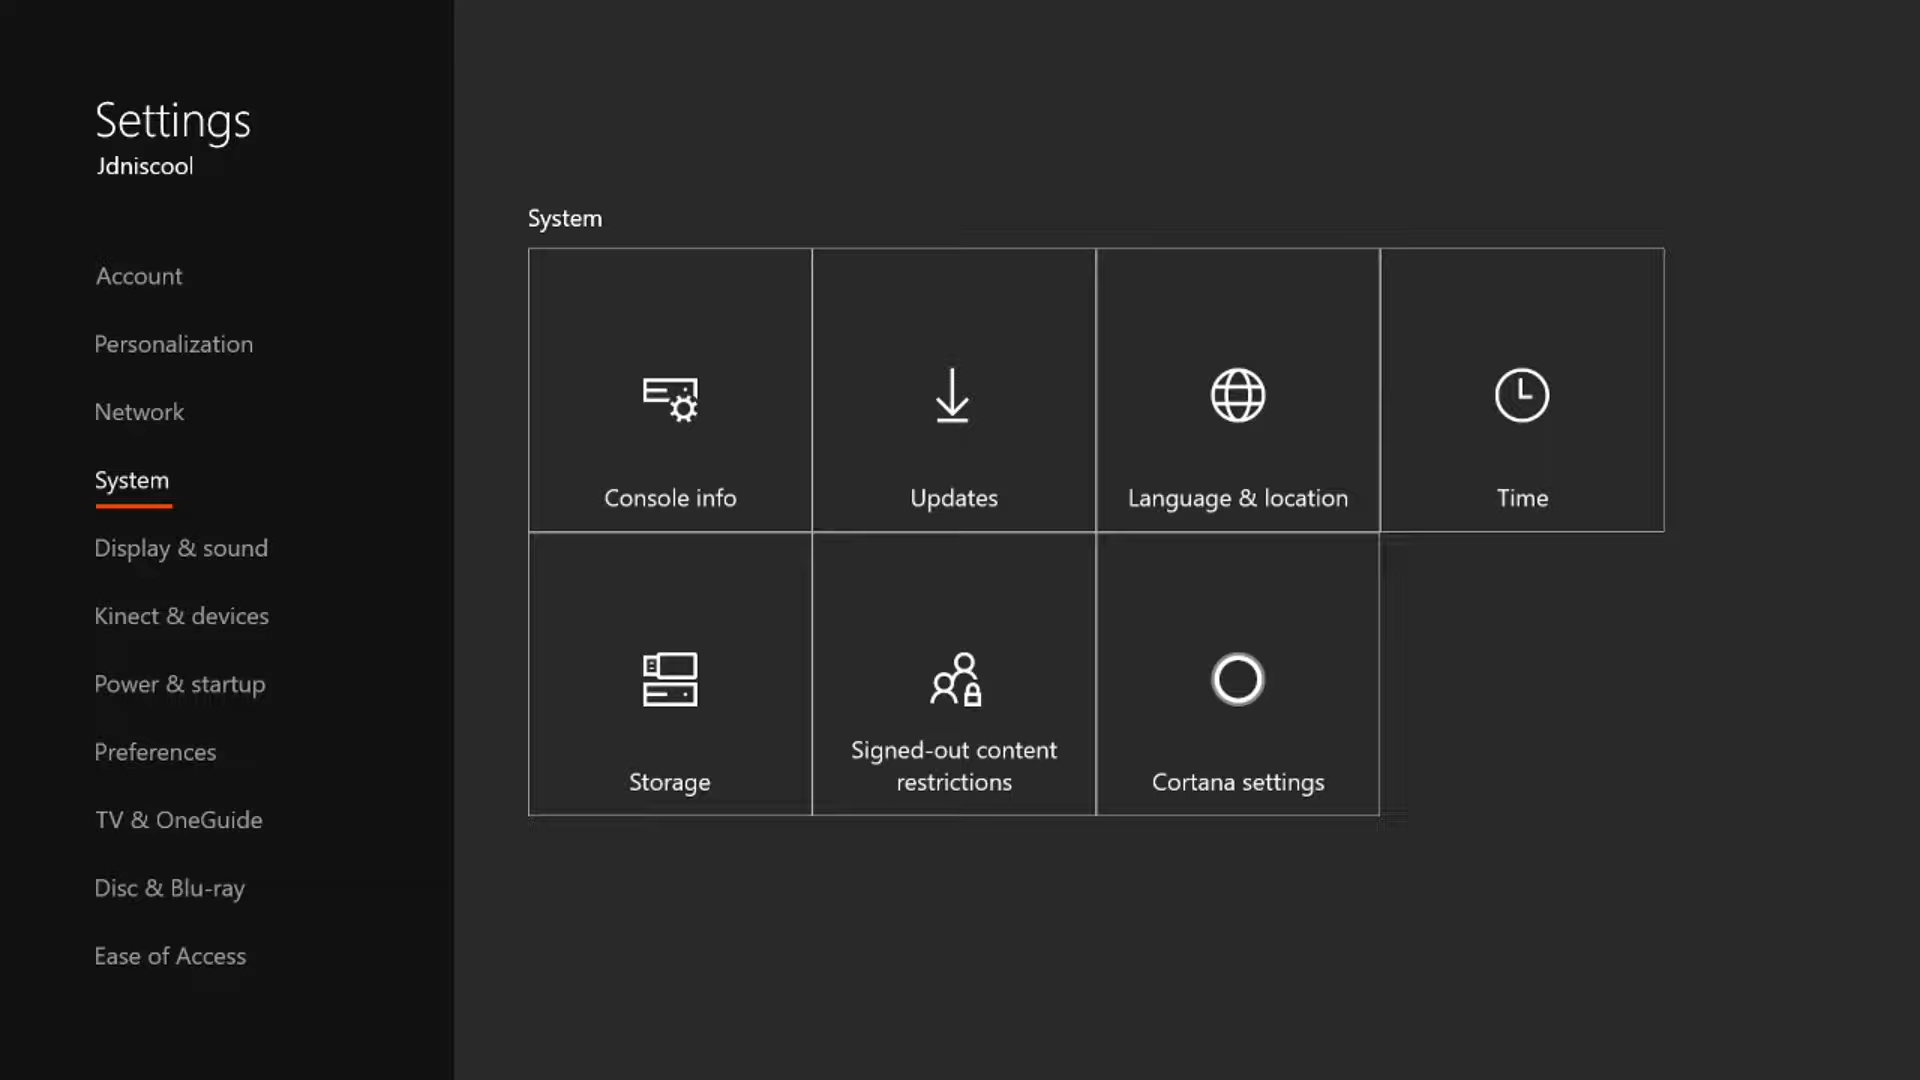 Settings
Jdniscool
Account
Personalization
Network
System
Display & sound
Kinect & devices
Power & startup
Preferences
TV & OneGuide
Disc & Blu-ray
Ease of Access
System
Console info
Updates
Language & location
Time
Storage
Signed-out content
restrictions
Cortana settings